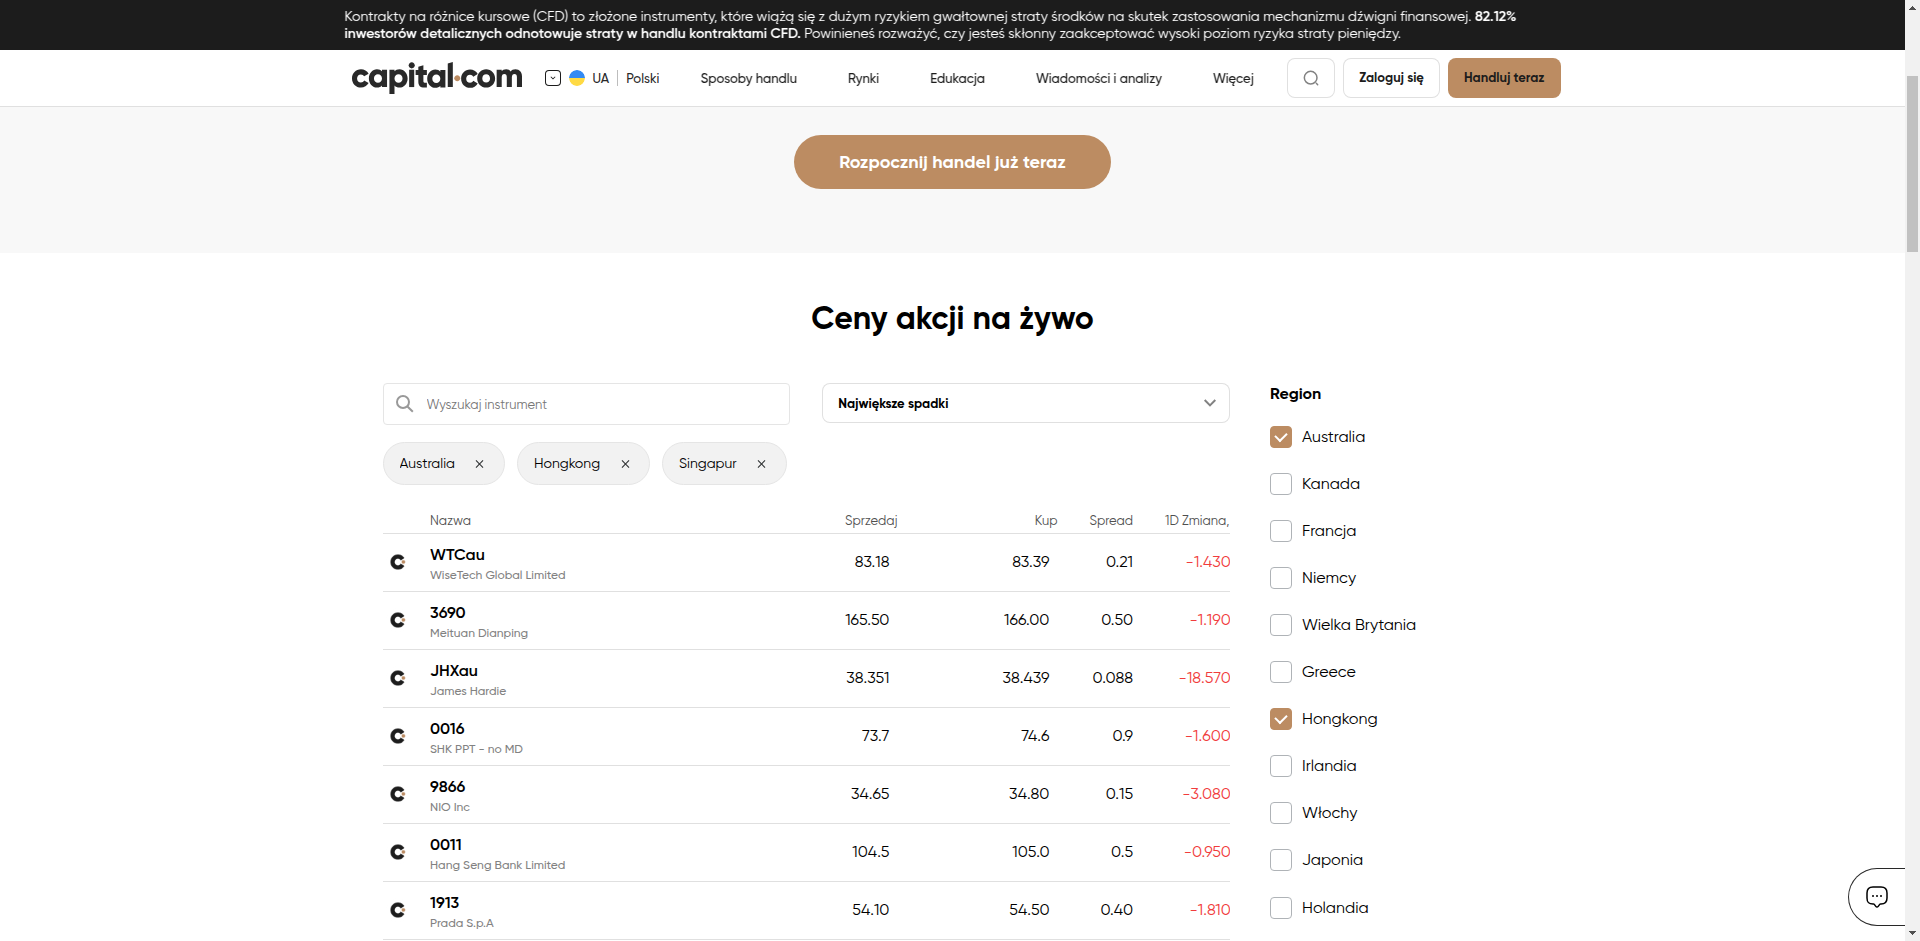 Kontrakty na różnice kursowe (CFD) to złożone instrumenty, które wiążą się z dużym ryzykiem gwałtownej straty środków na skutek zastosowania mechanizmu dźwigni finansowej. 82.12%
inwestorów detalicznych odnotowuje straty w handlu kontraktami CFD. Powinieneś rozważyć, czy jesteś skłonny zaakceptować wysoki poziom ryzyka straty pieniędzy.
capital.com UA Polski Sposoby handlu Rynki Edukacja Wiadomości i analizy Więcej Zaloguj się Handluj teraz
Rozpocznij handel już teraz
Ceny akcji na żywo
Wyszukaj instrument
Największe spadki
Australia Hongkong Singapur
Nazwa Sprzedaj Kup Spread 1D Zmiana,
WTCau 83.18 83.39 0.21 -1.430
WiseTech Global Limited
3690 165.50 166.00 0.50 -1.190
Meituan Dianping
JHXau 38.351 38.439 0.088 -18.570
James Hardie
0016 73.7 74.6 0.9 -1.600
SHK PPT - no MD
9866 34.65 34.80 0.15 -3.080
NIO Inc
0011 104.5 105.0 0.5 -0.950
Hang Seng Bank Limited
1913 54.10 54.50 0.40 -1.810
Prada S.p.A
Region
Australia
Kanada
Francja
Niemcy
Wielka Brytania
Greece
Hongkong
Irlandia
Włochy
Japonia
Holandia